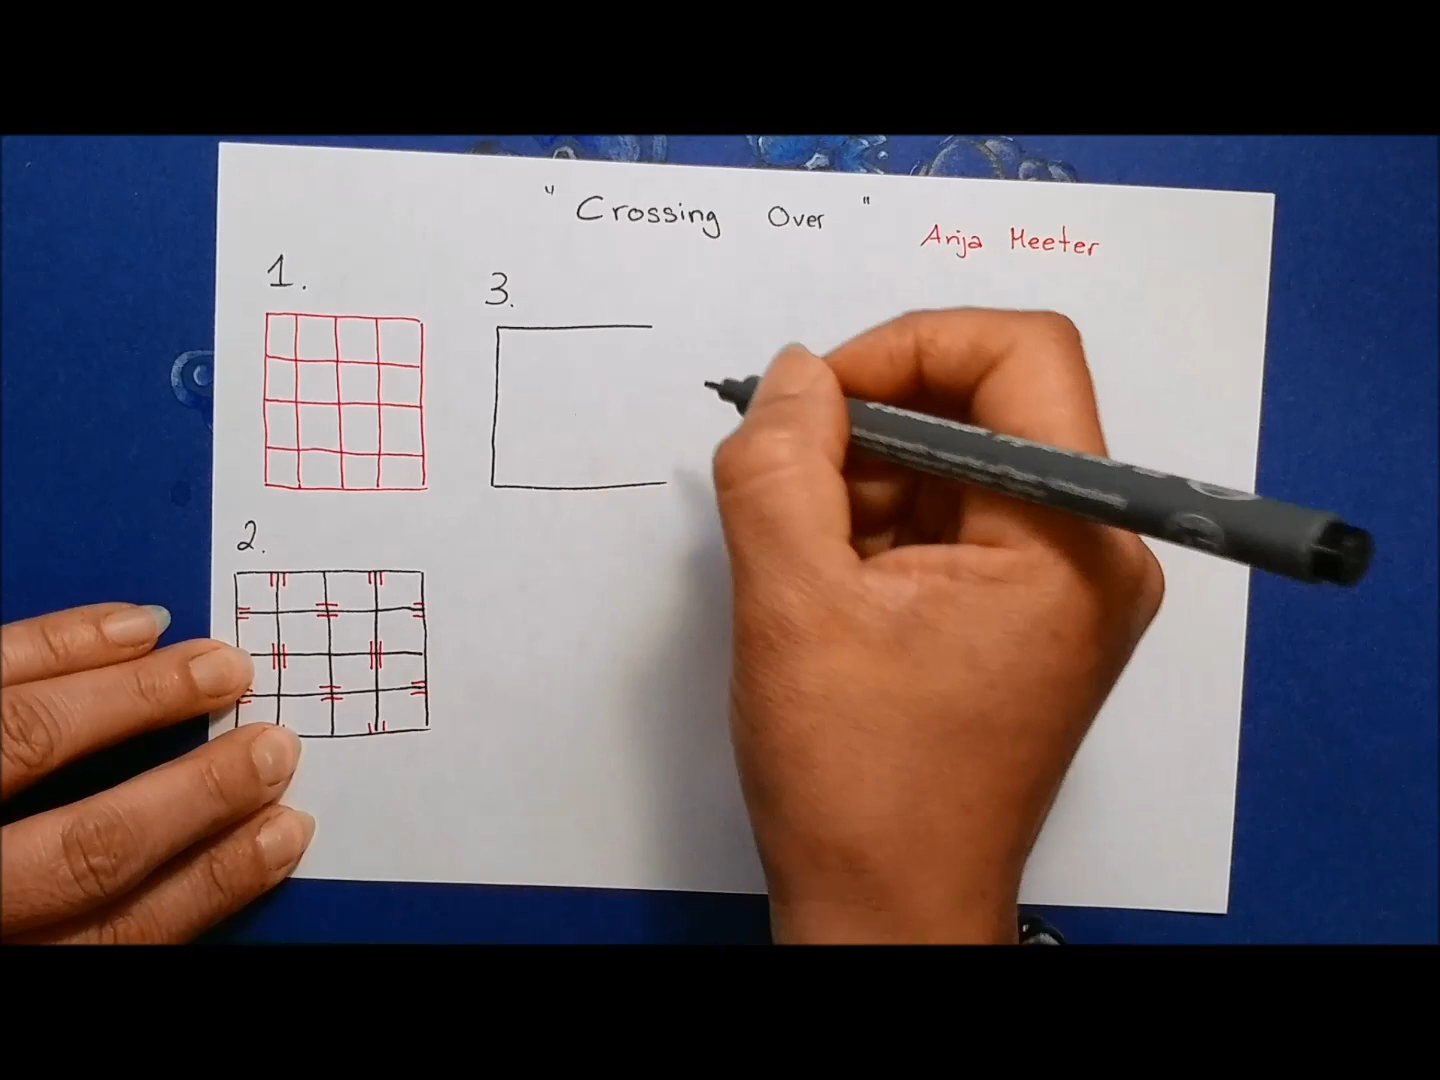 " Crossing Over "
Anja Meeter
1.
3.
2.